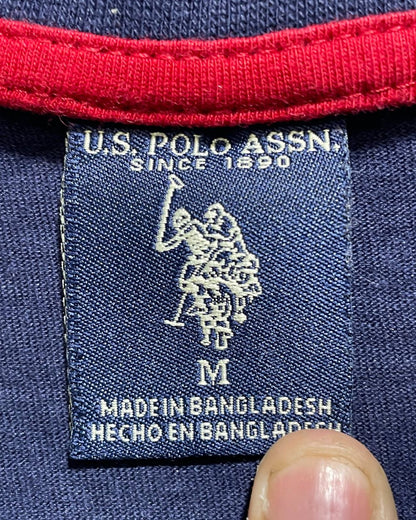 U.S. POLO ASSN.
SINCE 1890
M
MADE IN BANGLADESH
HECHO EN BANGLADESH